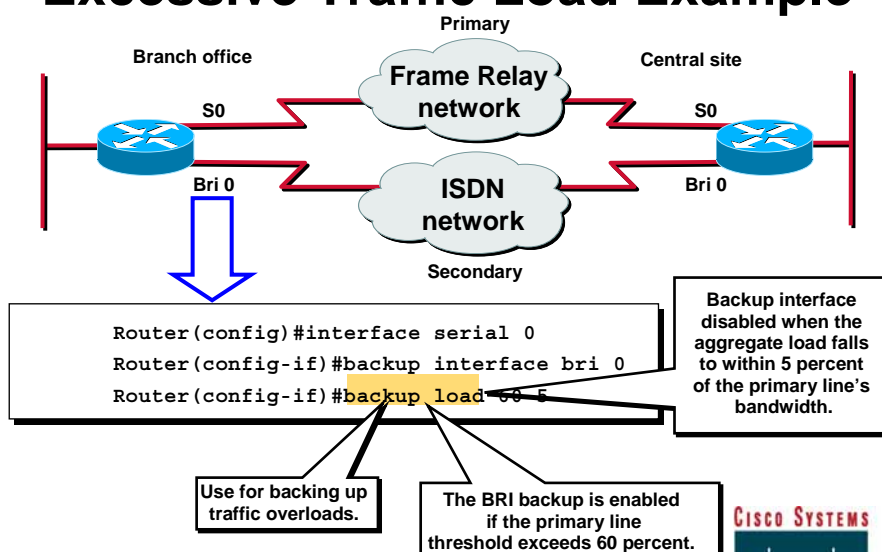 Excessive Traffic Load Example
Primary
Branch office
Central site
Frame Relay
network
S0
S0
Bri 0
Bri 0
ISDN
network
Secondary
Router(config)#interface serial 0
Router(config-if)#backup interface bri 0
Router(config-if)#backup load 60 5
Backup interface
disabled when the
aggregate load falls
to within 5 percent
of the primary line's
bandwidth.
Use for backing up
traffic overloads.
The BRI backup is enabled
if the primary line
threshold exceeds 60 percent.
CISCO SYSTEMS